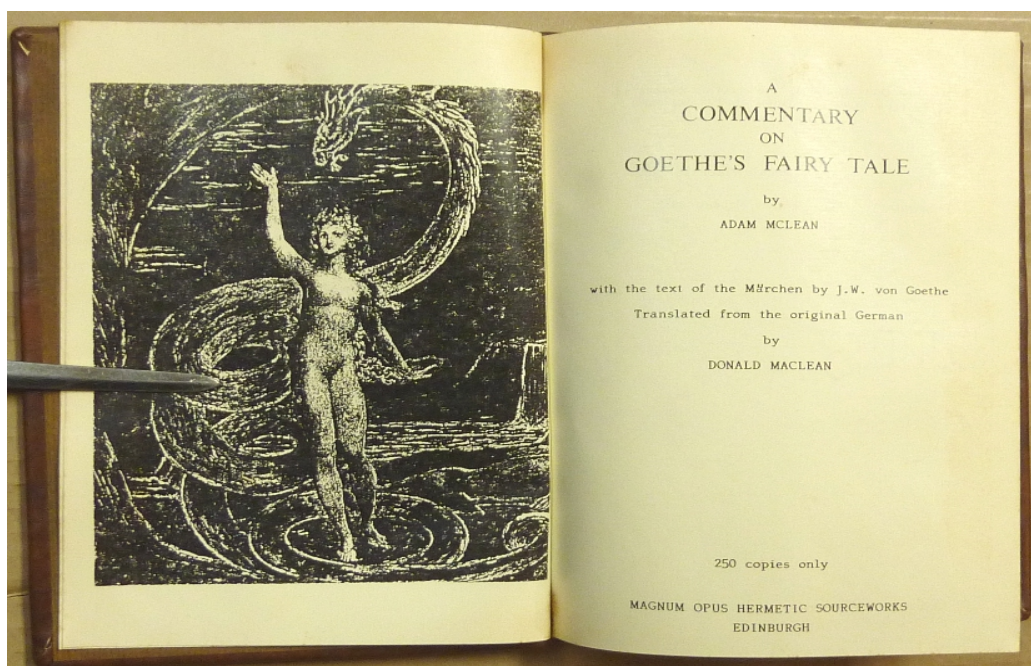 A
COMMENTARY
ON
GOETHE'S FAIRY TALE
by
ADAM MCLEAN
with the text of the Märchen by J.W. von Goethe
Translated from the original German
by
DONALD MACLEAN
250 copies only
MAGNUM OPUS HERMETIC SOURCEWORKS
EDINBURGH